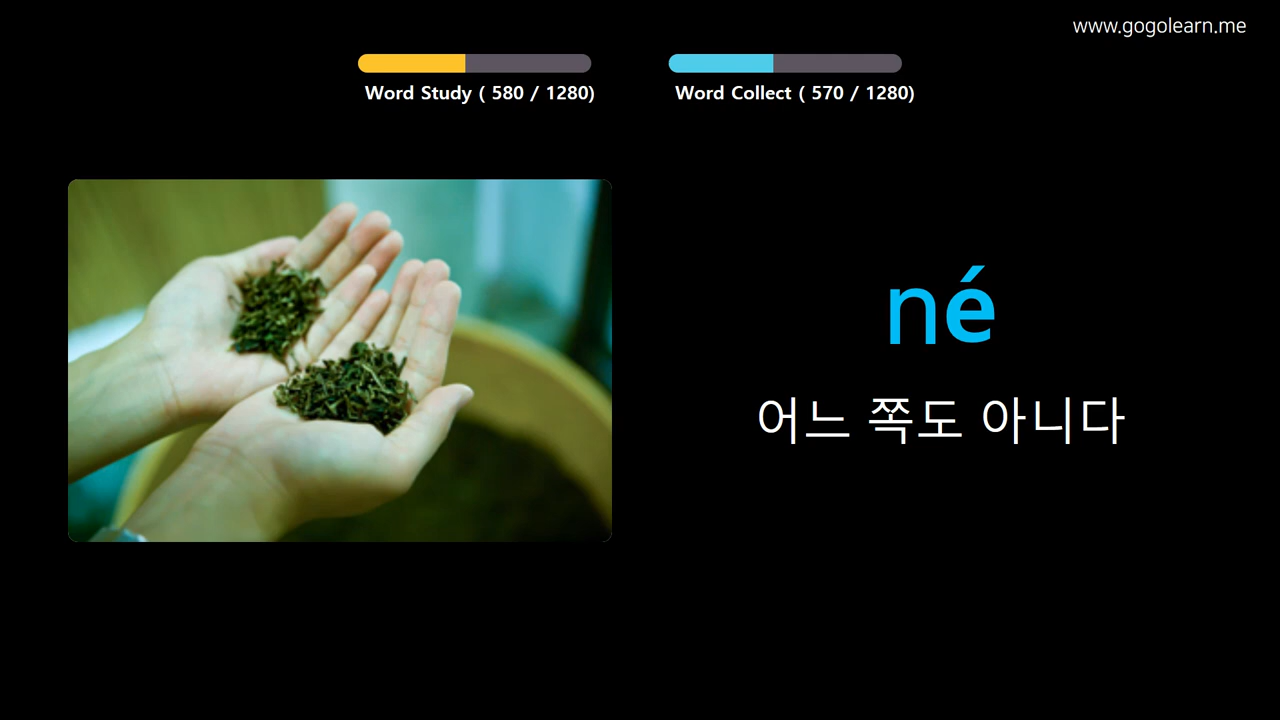 www.gogolearn.me
Word Study ( 580 / 1280)
Word Collect ( 570 / 1280)
né
어느 쪽도 아니다